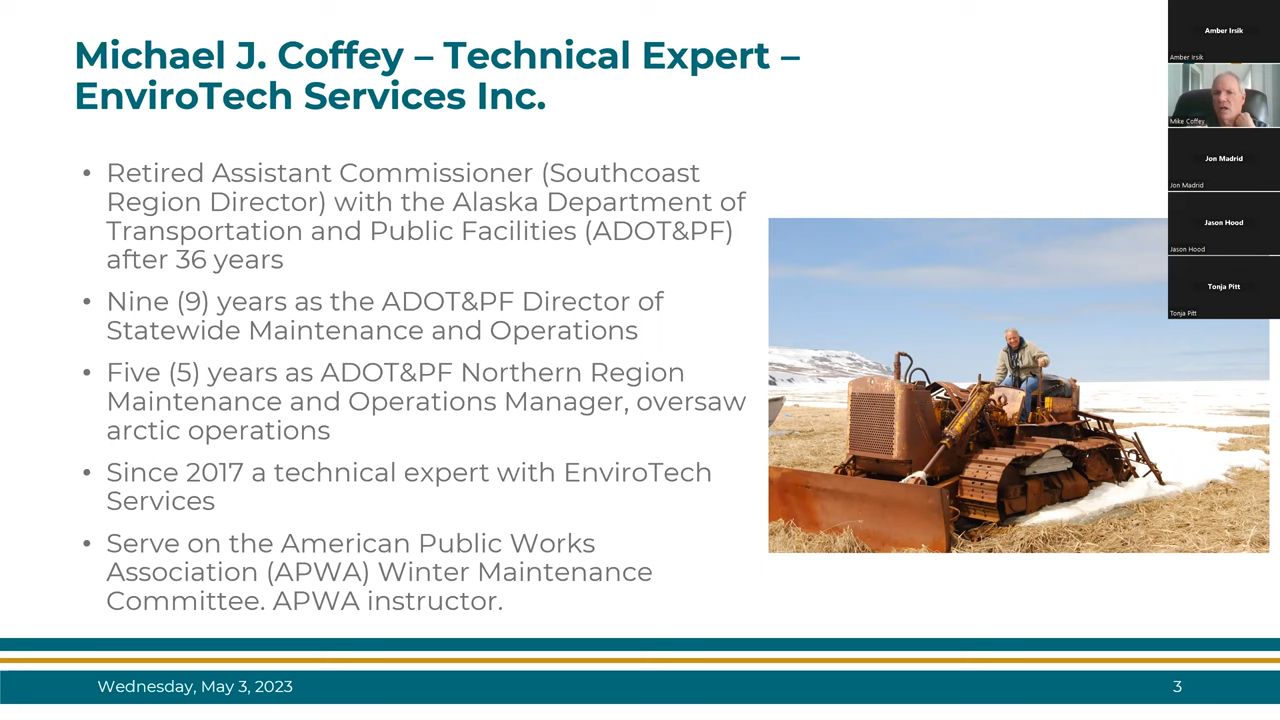 Michael J. Coffey – Technical Expert –
EnviroTech Services Inc.
• Retired Assistant Commissioner (Southcoast
Region Director) with the Alaska Department of
Transportation and Public Facilities (ADOT&PF)
after 36 years
• Nine (9) years as the ADOT&PF Director of
Statewide Maintenance and Operations
• Five (5) years as ADOT&PF Northern Region
Maintenance and Operations Manager, oversaw
arctic operations
• Since 2017 a technical expert with EnviroTech
Services
• Serve on the American Public Works
Association (APWA) Winter Maintenance
Committee. APWA instructor.
Wednesday, May 3, 2023
3
Amber Irsik
Amber Irsik
Mike Coffey
Jon Madrid
Jon Madrid
Jason Hood
Jason Hood
Tonja Pitt
Tonja Pitt